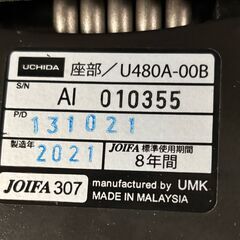 UCHIDA 座部/U480A-00B
S/N
AI 010355
P/D
131021
製造年 2021
JOIFA 標準使用期間
8年間
JOIFA 307 manufactured by UMK
MADE IN MALAYSIA